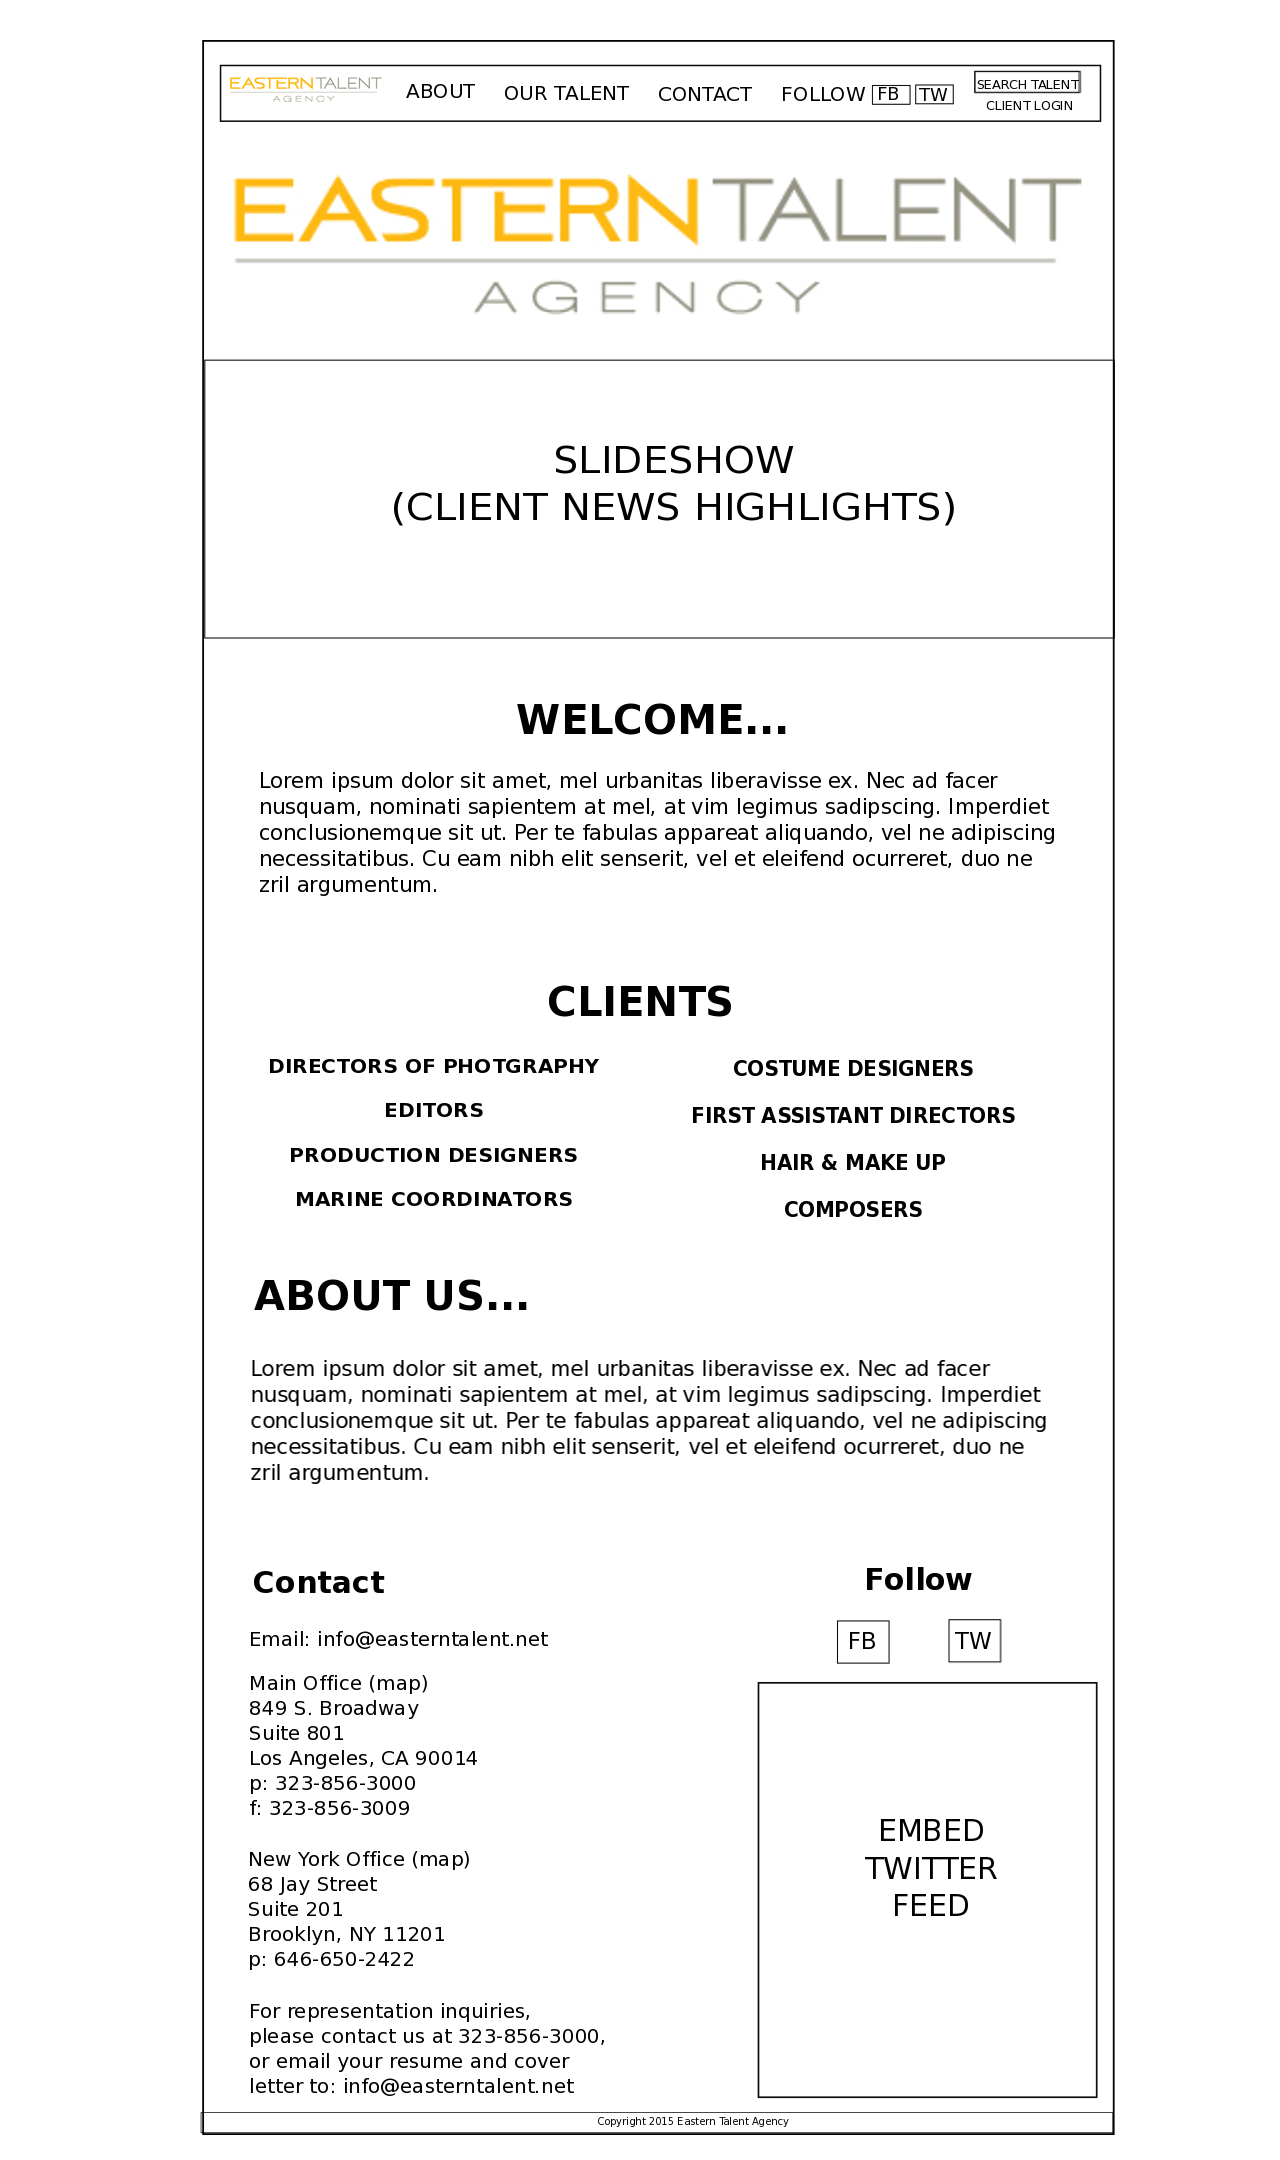 EASTERNTALENT
AGENCY
ABOUT
OUR TALENT
CONTACT
FOLLOW
FB
TW
SEARCH TALENT
CLIENT LOGIN
EASTERNTALENT
AGENCY
SLIDESHOW
(CLIENT NEWS HIGHLIGHTS)
WELCOME...
Lorem ipsum dolor sit amet, mel urbanitas liberavisse ex. Nec ad facer
nusquam, nominati sapientem at mel, at vim legimus sadipscing. Imperdiet
conclusionemque sit ut. Per te fabulas appareat aliquando, vel ne adipiscing
necessitatibus. Cu eam nibh elit senserit, vel et eleifend ocurreret, duo ne
zril argumentum.
CLIENTS
DIRECTORS OF PHOTGRAPHY
EDITORS
PRODUCTION DESIGNERS
MARINE COORDINATORS
COSTUME DESIGNERS
FIRST ASSISTANT DIRECTORS
HAIR & MAKE UP
COMPOSERS
ABOUT US...
Lorem ipsum dolor sit amet, mel urbanitas liberavisse ex. Nec ad facer
nusquam, nominati sapientem at mel, at vim legimus sadipscing. Imperdiet
conclusionemque sit ut. Per te fabulas appareat aliquando, vel ne adipiscing
necessitatibus. Cu eam nibh elit senserit, vel et eleifend ocurreret, duo ne
zril argumentum.
Contact
Email: info@easterntalent.net
Main Office (map)
849 S. Broadway
Suite 801
Los Angeles, CA 90014
p: 323-856-3000
f: 323-856-3009
New York Office (map)
68 Jay Street
Suite 201
Brooklyn, NY 11201
p: 646-650-2422
For representation inquiries,
please contact us at 323-856-3000,
or email your resume and cover
letter to: info@easterntalent.net
Follow
FB
TW
EMBED
TWITTER
FEED
Copyright 2015 Eastern Talent Agency